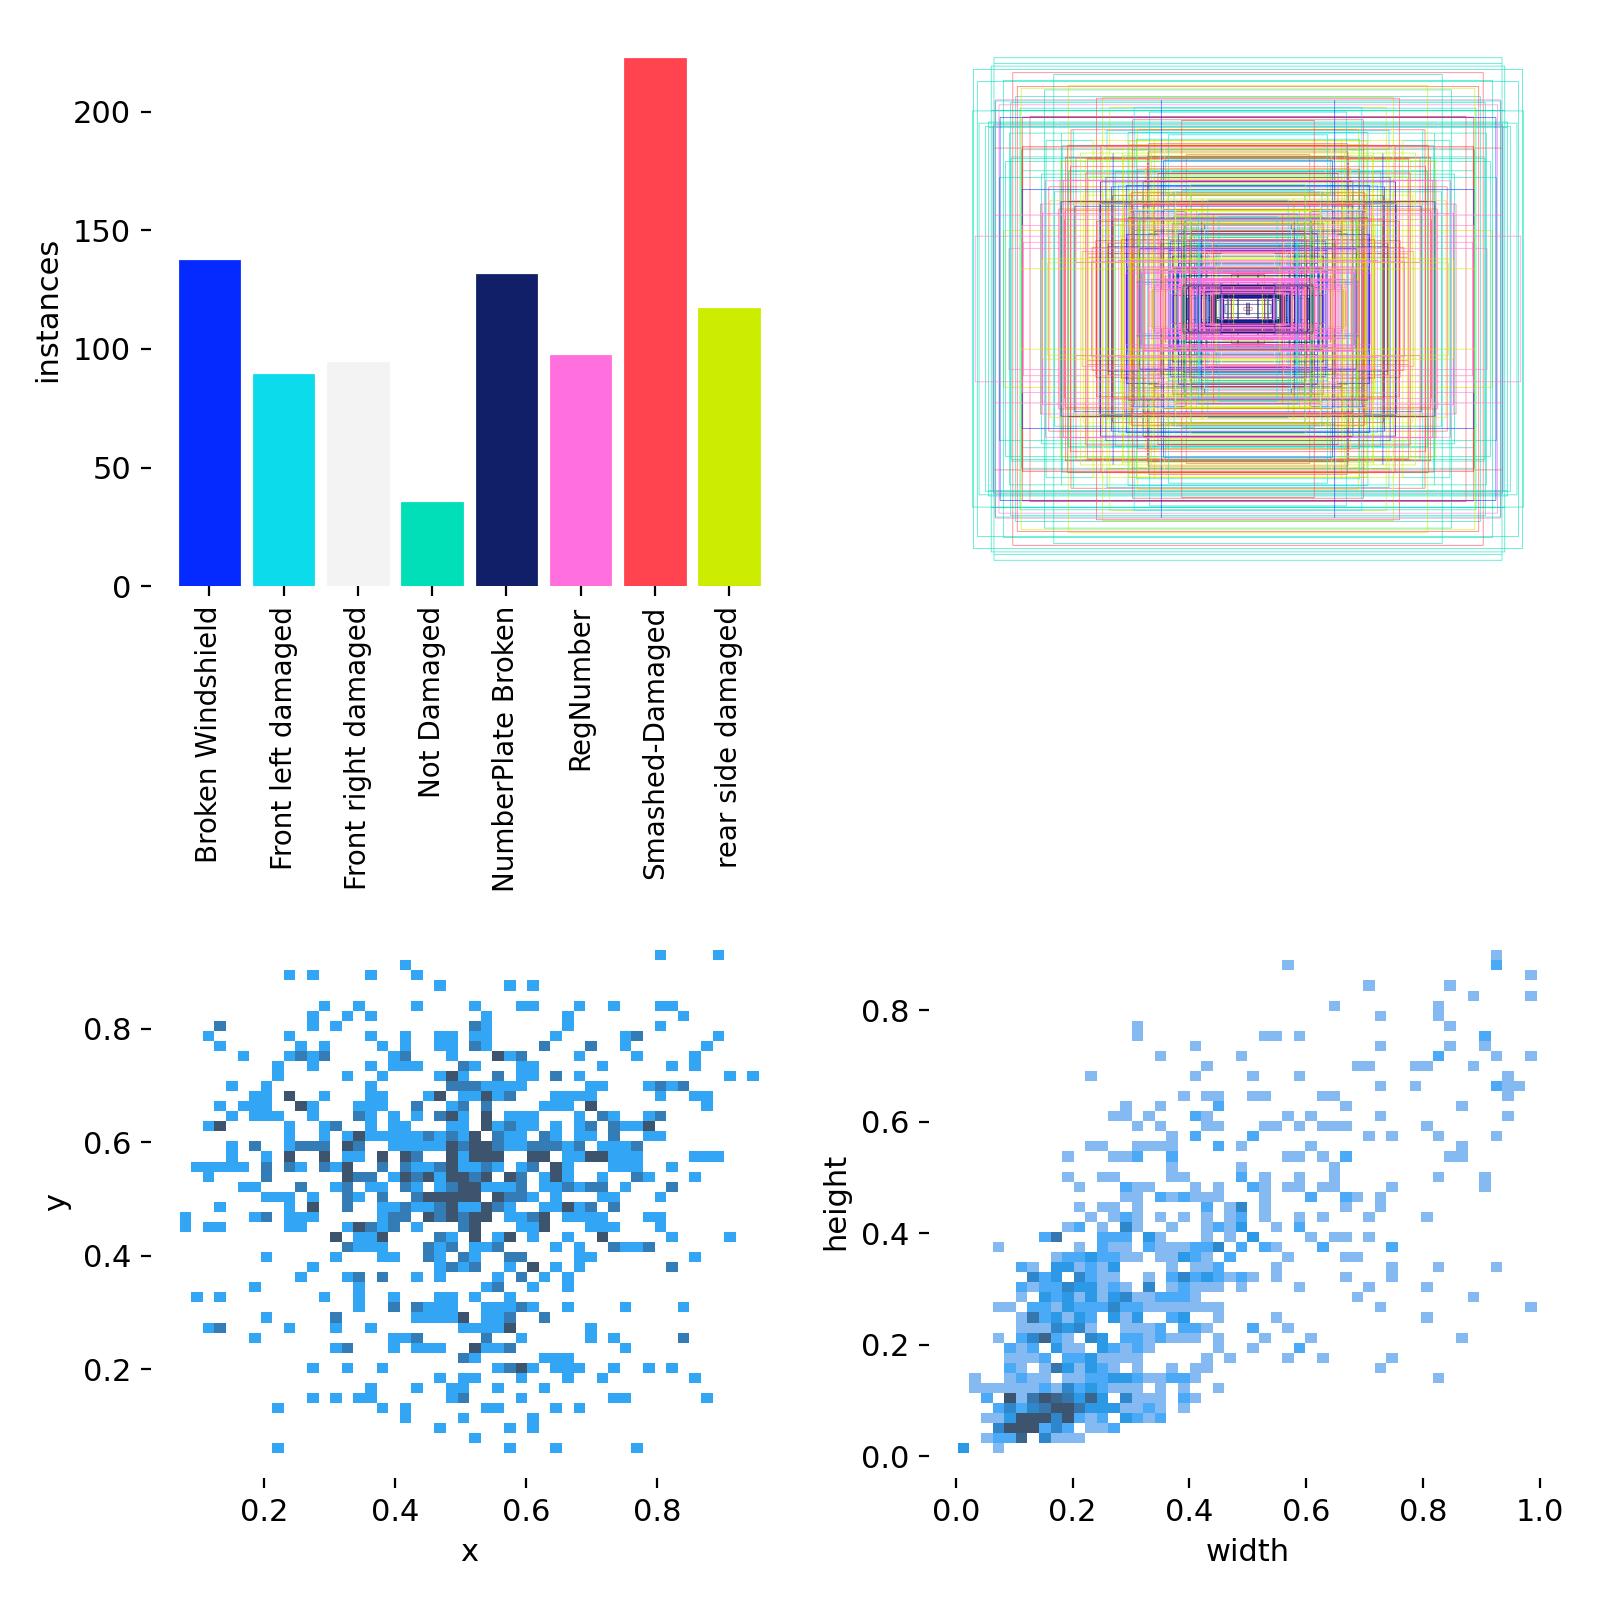 instances
200
150
100
50
0
Broken Windshield
Front left damaged
Front right damaged
Not Damaged
NumberPlate Broken
RegNumber
Smashed-Damaged
rear side damaged
y
0.8
0.6
0.4
0.2
0.2 0.4 0.6 0.8
x
height
0.8
0.6
0.4
0.2
0.0
0.0 0.2 0.4 0.6 0.8 1.0
width